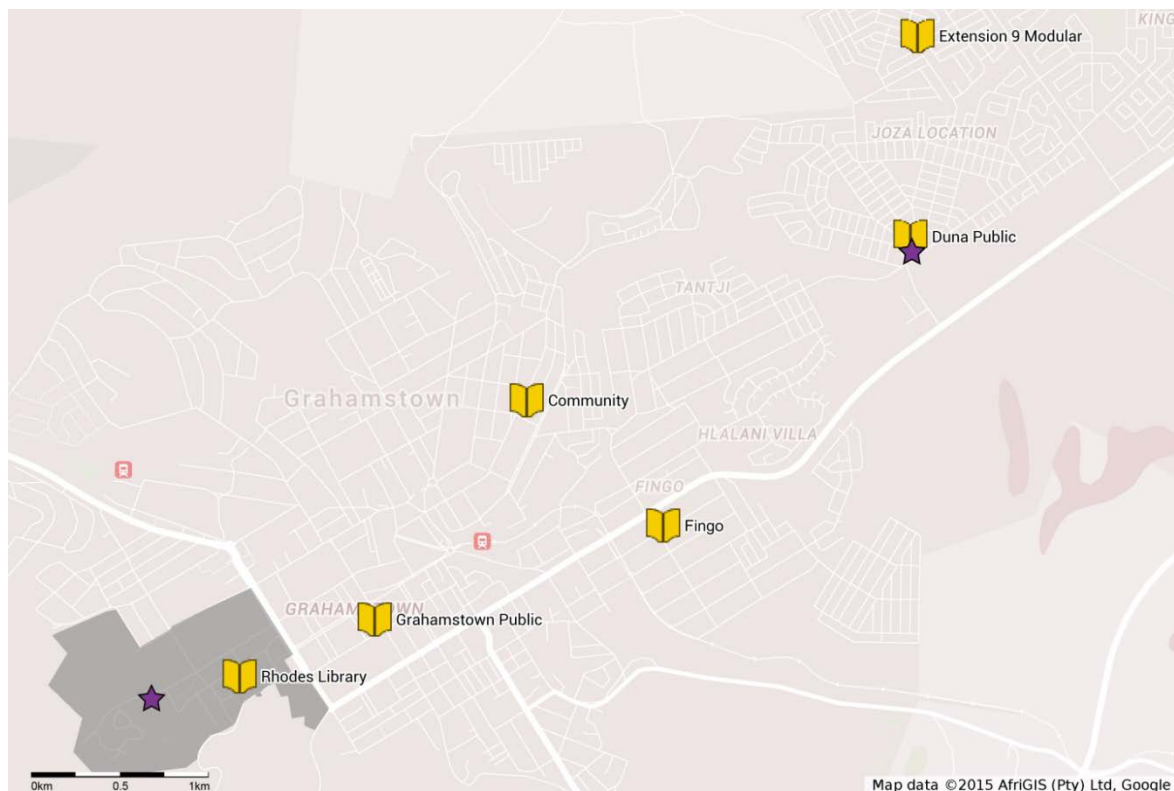 KING
Extension 9 Modular
JOZA LOCATION
Duna Public
TANTJI
Grahamstown
Community
HLALANI VILLA
FINGO
Fingo
GRAHAMSTOWN
Grahamstown Public
Rhodes Library
0km 0.5 1km
Map data ©2015 AfriGIS (Pty) Ltd, Google